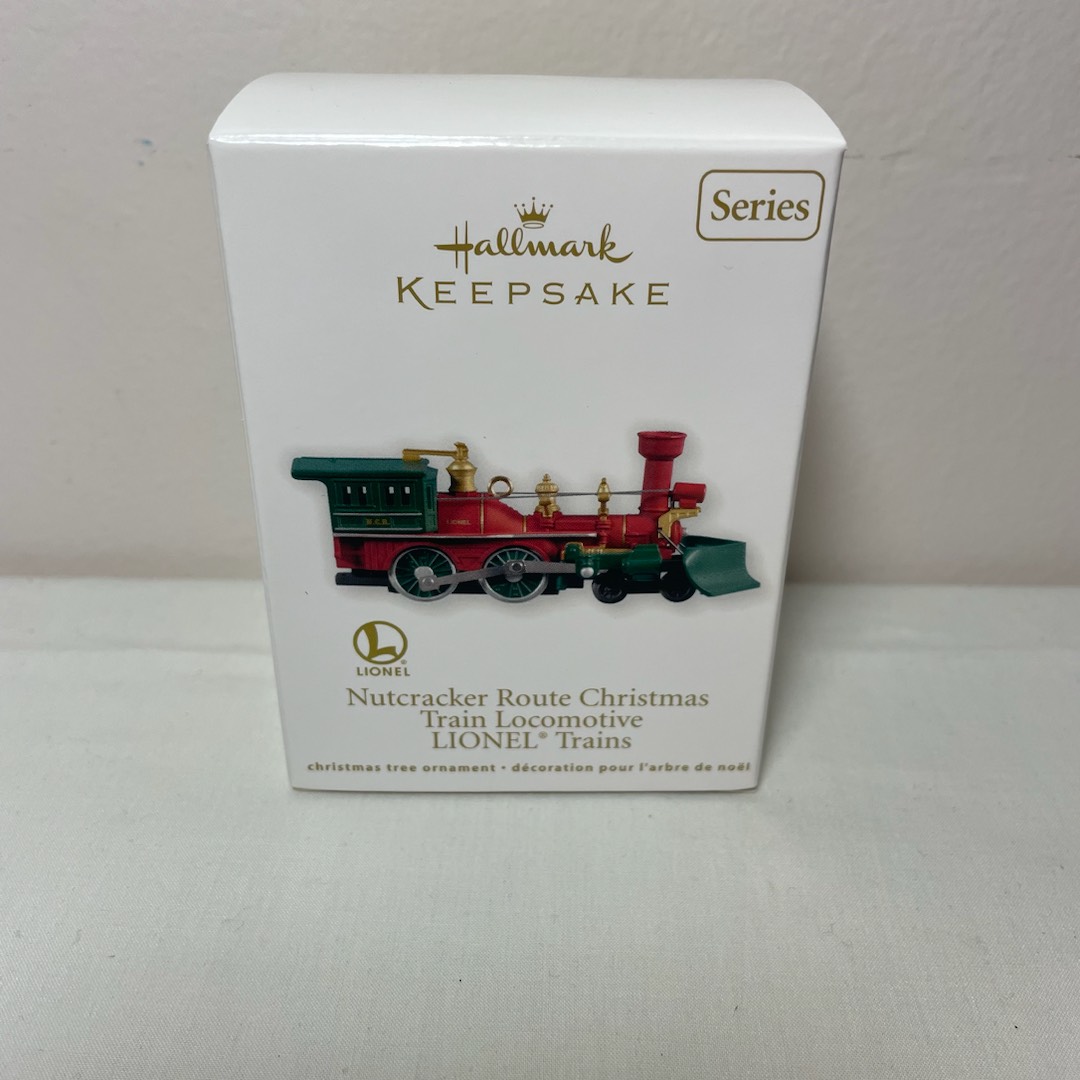 Series
Hallmark
KEEPSAKE
N.C.R.
LIONEL
LIONEL
Nutcracker Route Christmas
Train Locomotive
LIONEL® Trains
christmas tree ornament • décoration pour l'arbre de noël